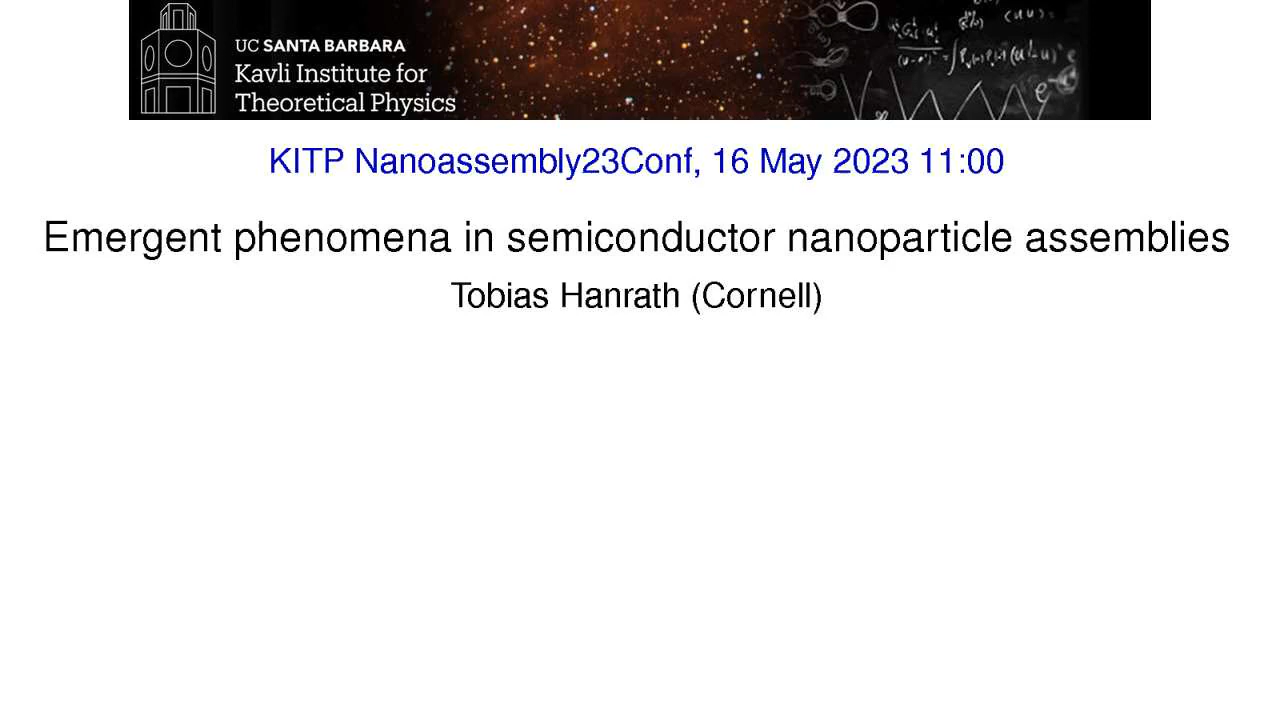 UC SANTA BARBARA
Kavli Institute for
Theoretical Physics
KITP Nanoassembly23Conf, 16 May 2023 11:00
Emergent phenomena in semiconductor nanoparticle assemblies
Tobias Hanrath (Cornell)